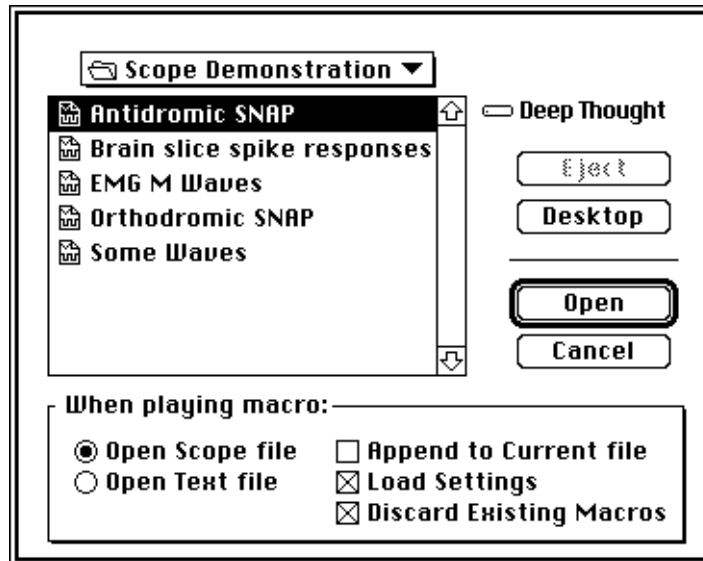 Scope Demonstration
Antidromic SNAP
Brain slice spike responses
EMG M Waves
Orthodromic SNAP
Some Waves
Deep Thought
Eject
Desktop
Open
Cancel
When playing macro:
Open Scope file
Open Text file
Append to Current file
Load Settings
Discard Existing Macros